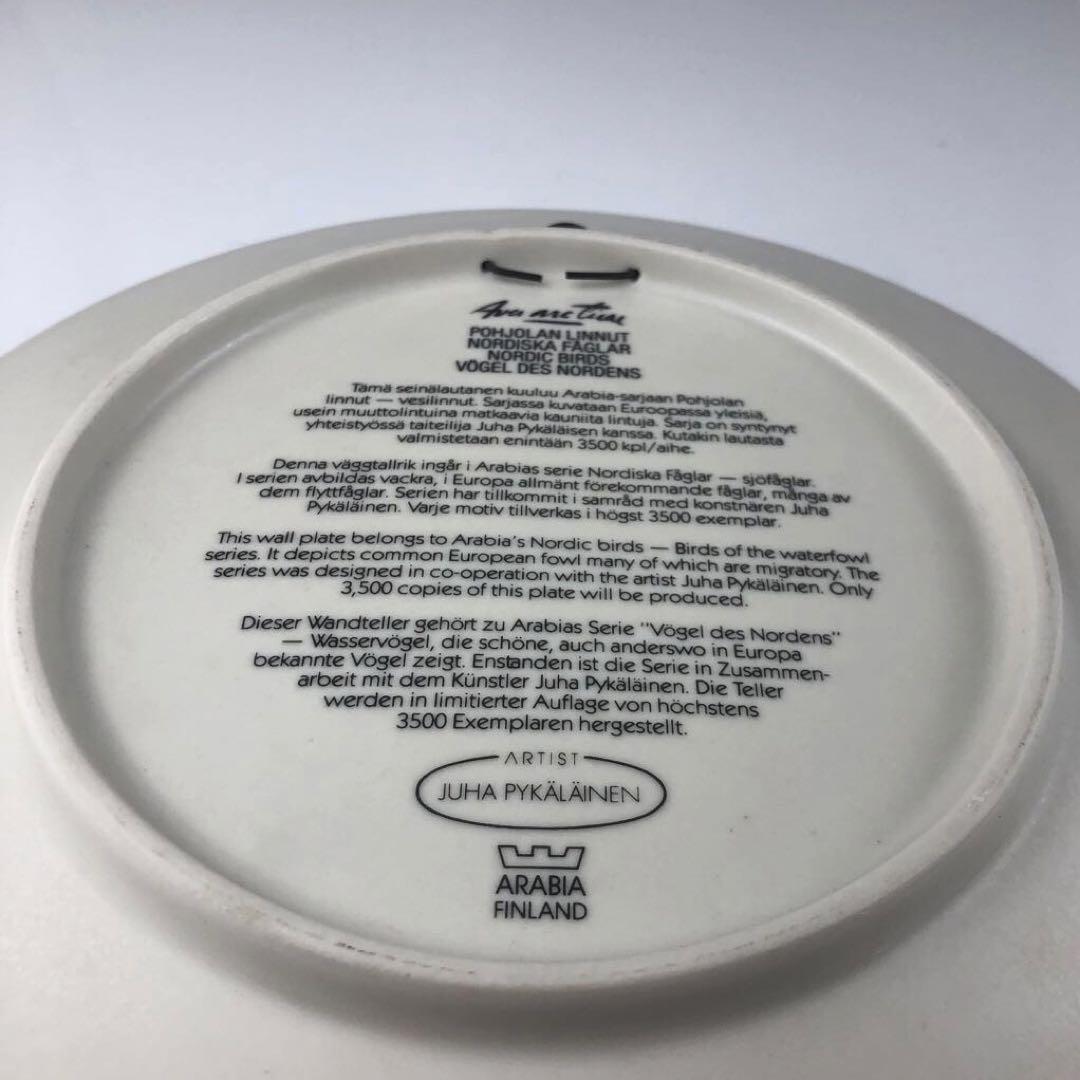 POHJOLAN LINNUT
NORDISKA FÅGLAR
NORDIC BIRDS
VÖGEL DES NORDENS
Tämä seinälautanen kuuluu Arabia-sarjaan Pohjolan
linnut — vesilinnut. Sarjassa kuvataan Euroopassa yleisiä,
usein muuttolintuina matkaavia kauniita lintuja. Sarja on syntynyt
yhteistyössä taiteilija Juha Pykäläisen kanssa. Kutakin lautasta
valmistetaan enintään 3500 kpl/aihe.
Denna väggtallrik ingår i Arabias serie Nordiska Fåglar — sjöfåglar.
I serien avbildas vackra, i Europa allmänt förekommande fåglar, många av
dem flyttfåglar. Serien har tillkommit i samråd med konstnären Juha
Pykäläinen. Varje motiv tillverkas i högst 3500 exemplar.
This wall plate belongs to Arabia's Nordic birds — Birds of the waterfowl
series. It depicts common European fowl many of which are migratory. The
series was designed in co-operation with the artist Juha Pykäläinen. Only
3,500 copies of this plate will be produced.
Dieser Wandteller gehört zu Arabias Serie "Vögel des Nordens"
— Wasservögel, die schöne, auch anderswo in Europa
bekannte Vögel zeigt. Enstanden ist die Serie in Zusammen-
arbeit mit dem Künstler Juha Pykäläinen. Die Teller
werden in limitierter Auflage von höchstens
3500 Exemplaren hergestellt.
ARTIST
JUHA PYKÄLÄINEN
ARABIA
FINLAND